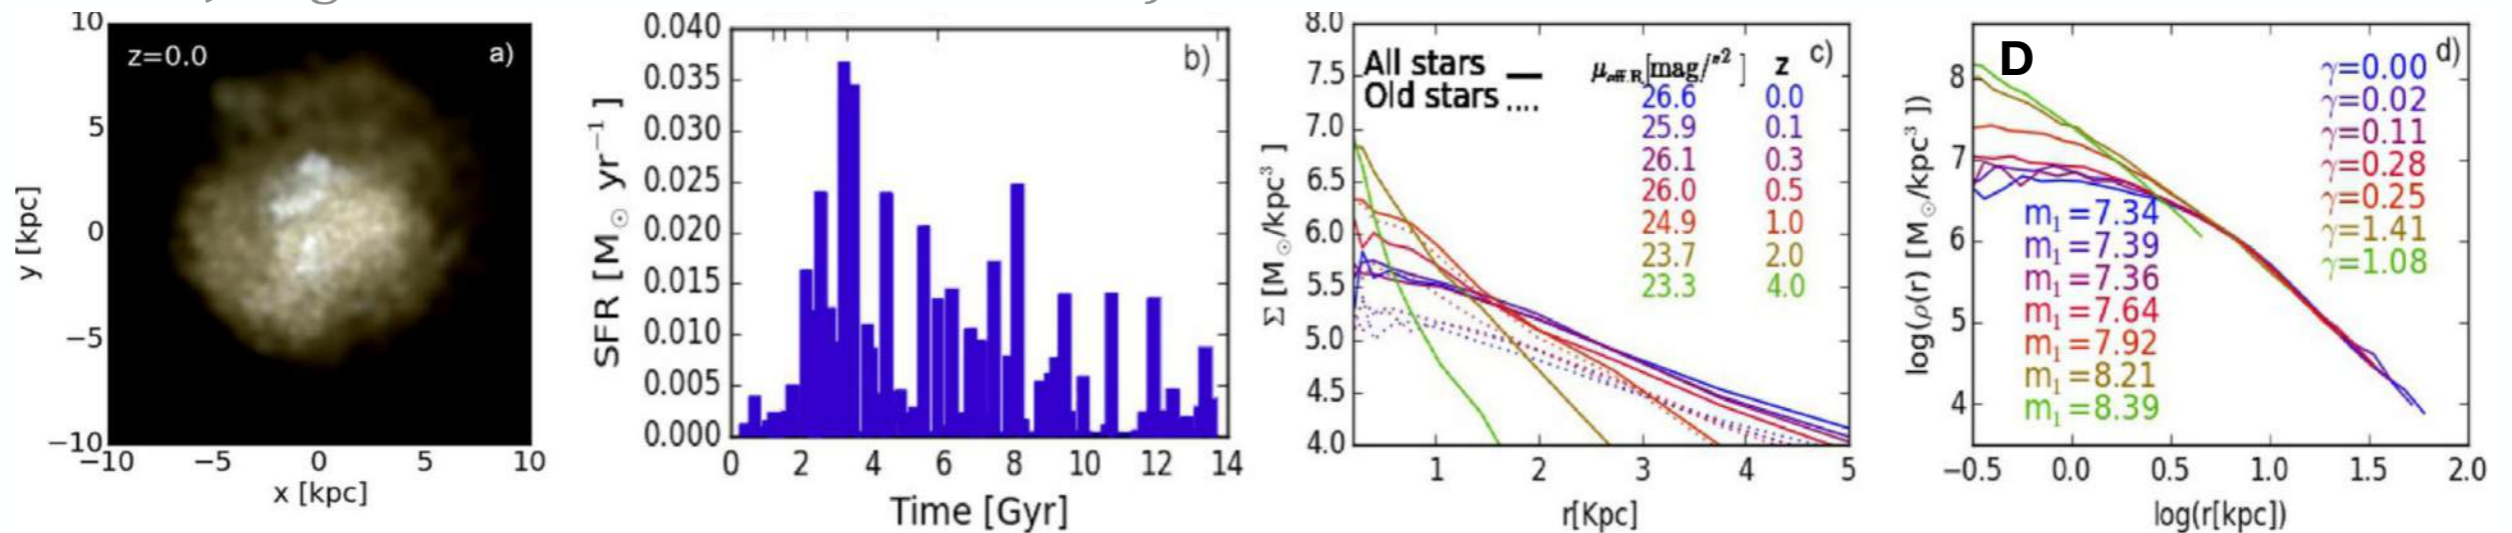 z=0.0
a)
10
5
0
−5
−10
y [kpc]
−10
−5
0
5
10
x [kpc]
b)
0.040
0.035
0.030
0.025
0.020
0.015
0.010
0.005
0.000
SFR [M☉ yr⁻¹ ]
0 2 4 6 8 10 12 14
Time [Gyr]
c)
8.0
7.5
7.0
6.5
6.0
5.5
5.0
4.5
4.0
Σ [M☉/kpc³ ]
All stars
Old stars
μeff.R[mag/s2 ] z
26.6 0.0
25.9 0.1
26.1 0.3
26.0 0.5
24.9 1.0
23.7 2.0
23.3 4.0
1 2 3 4 5
r[Kpc]
D
d)
8
7
6
5
4
log(ρ(r) [M☉/kpc³ ])
γ=0.00
γ=0.02
γ=0.11
γ=0.28
γ=0.25
γ=1.41
γ=1.08
m₁=7.34
m₁=7.39
m₁=7.36
m₁=7.64
m₁=7.92
m₁=8.21
m₁=8.39
−0.5 0.0 0.5 1.0 1.5 2.0
log(r[kpc])